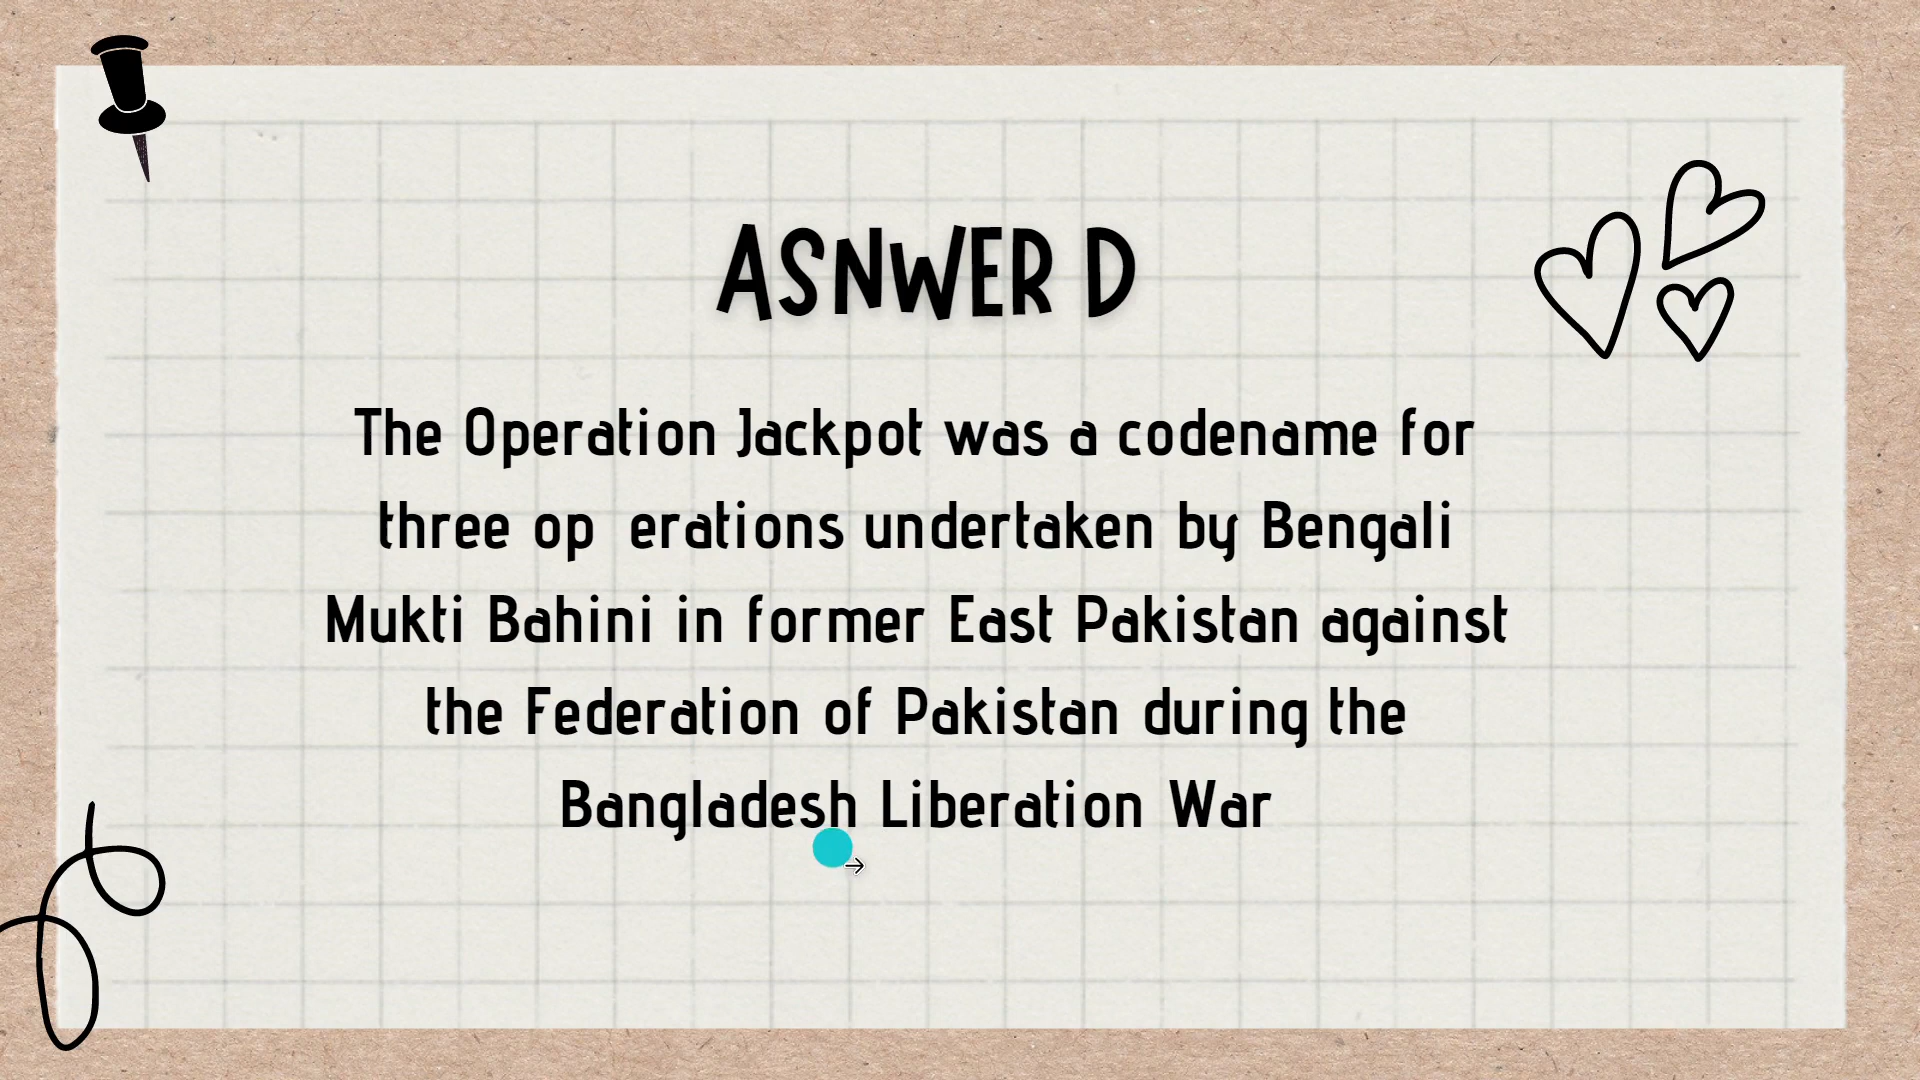 ASNWER D
The Operation Jackpot was a codename for
three op  erations undertaken by Bengali
Mukti Bahini in former East Pakistan against
the Federation of Pakistan during the
Bangladesh Liberation War